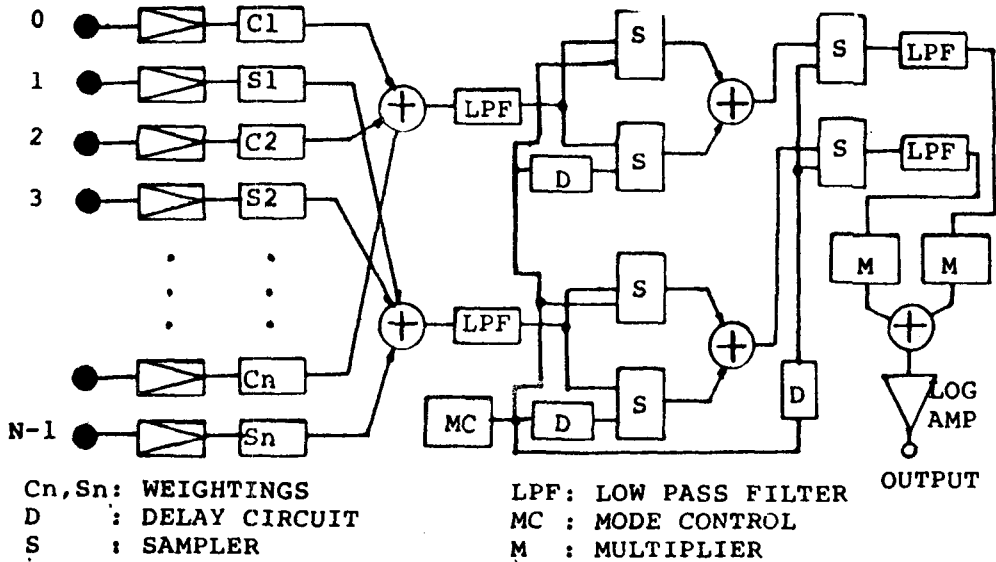 0 C1
1 S1
2 C2
3 S2
Cn
N-1 Sn
LPF
LPF
S
S
D
S
S
D
MC
S
S
LPF
LPF
D
M M
LOG
AMP
OUTPUT
Cn,Sn: WEIGHTINGS
D : DELAY CIRCUIT
S : SAMPLER
LPF: LOW PASS FILTER
MC : MODE CONTROL
M : MULTIPLIER